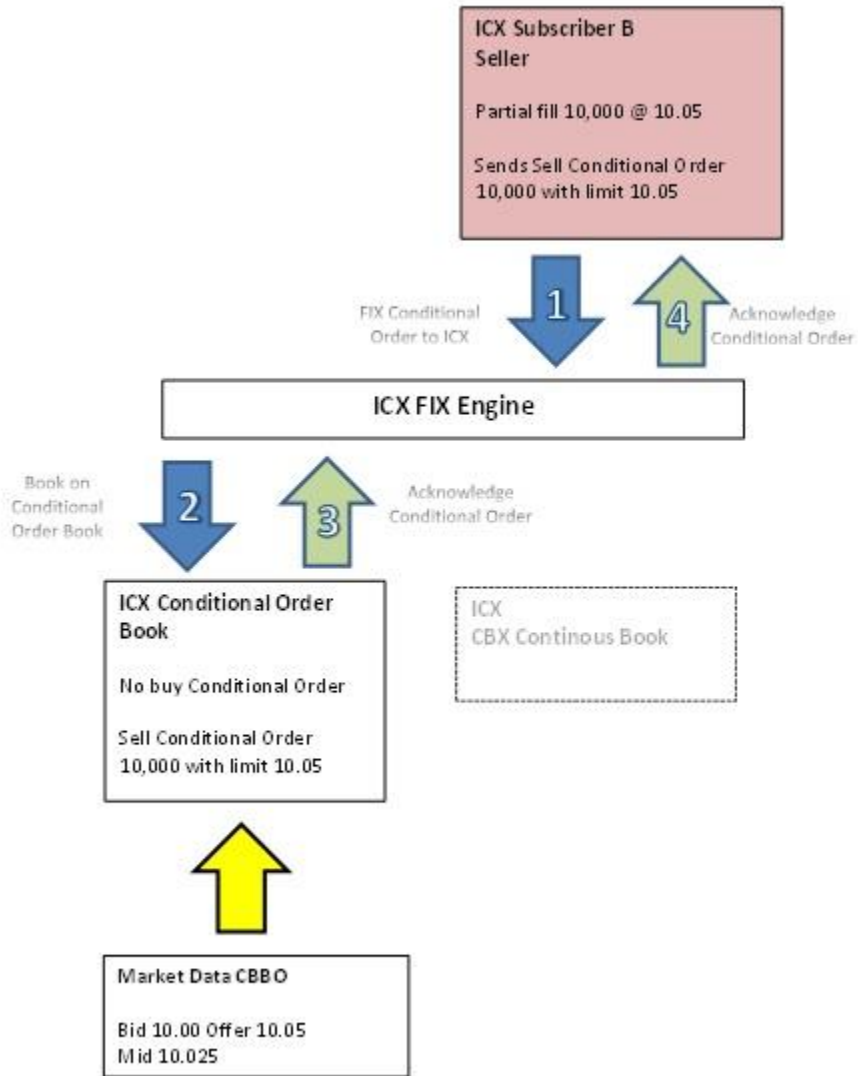 ICX Subscriber B
Seller
Partial fill 10,000 @ 10.05
Sends Sell Conditional Order
10,000 with limit 10.05
FIX Conditional
Order to ICX
1
4
Acknowledge
Conditional Order
ICX FIX Engine
Book on
Conditional
Order Book
2
3
Acknowledge
Conditional Order
ICX Conditional Order
Book
No buy Conditional Order
Sell Conditional Order
10,000 with limit 10.05
ICX
CBX Continous Book
Market Data CBBO
Bid 10.00 Offer 10.05
Mid 10.025